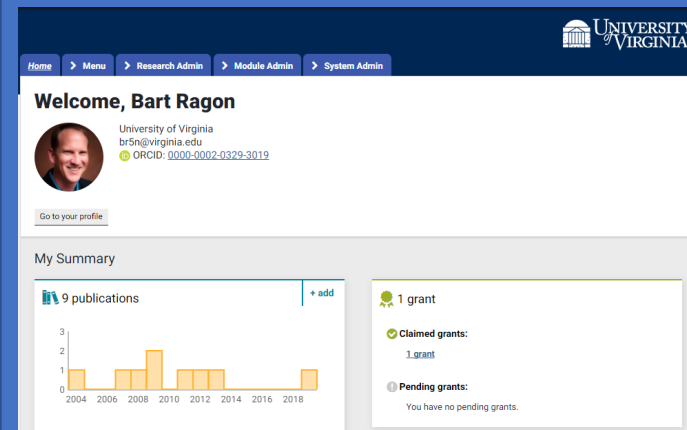 UNIVERSITY
of VIRGINIA
Home
Menu
Research Admin
Module Admin
System Admin
Welcome, Bart Ragon
University of Virginia
br5n@virginia.edu
iD ORCID: 0000-0002-0329-3019
Go to your profile
My Summary
9 publications
+ add
3
2
1
0
2004 2006 2008 2010 2012 2014 2016 2018
1 grant
Claimed grants:
1 grant
Pending grants:
You have no pending grants.